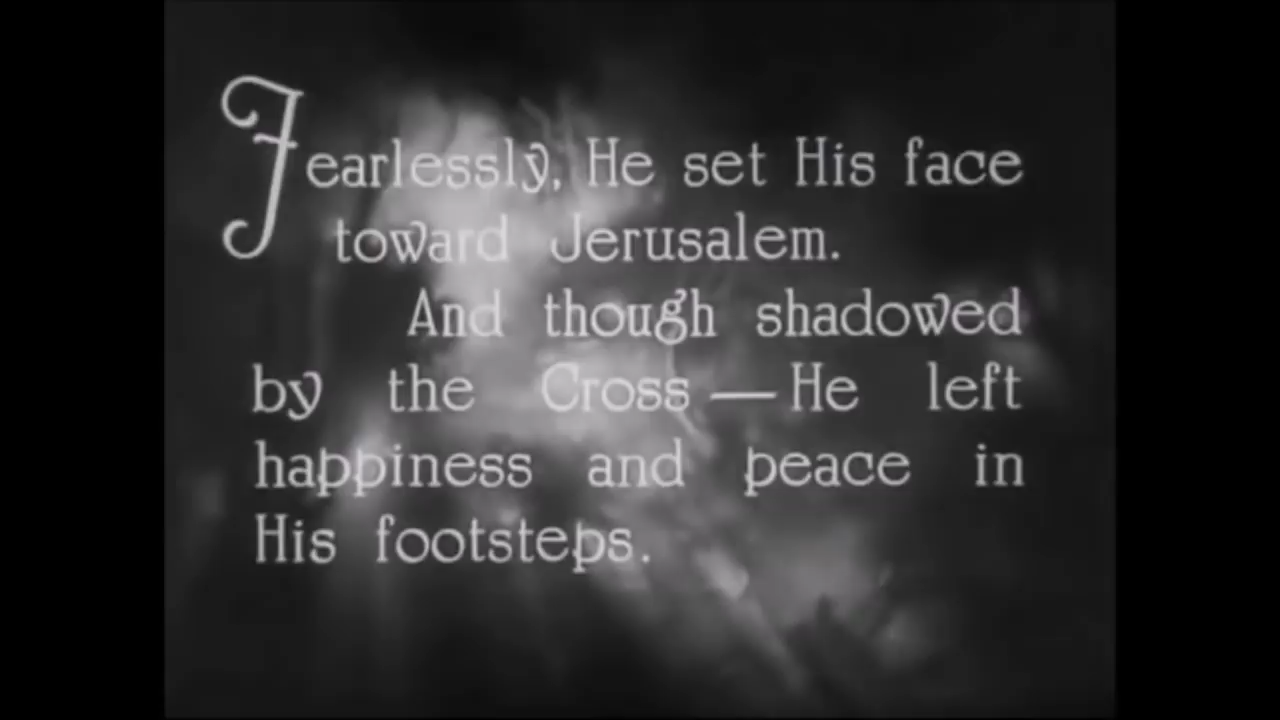 Fearlessly, He set His face
toward Jerusalem.
And though shadowed
by the Cross — He left
happiness and peace in
His footsteps.